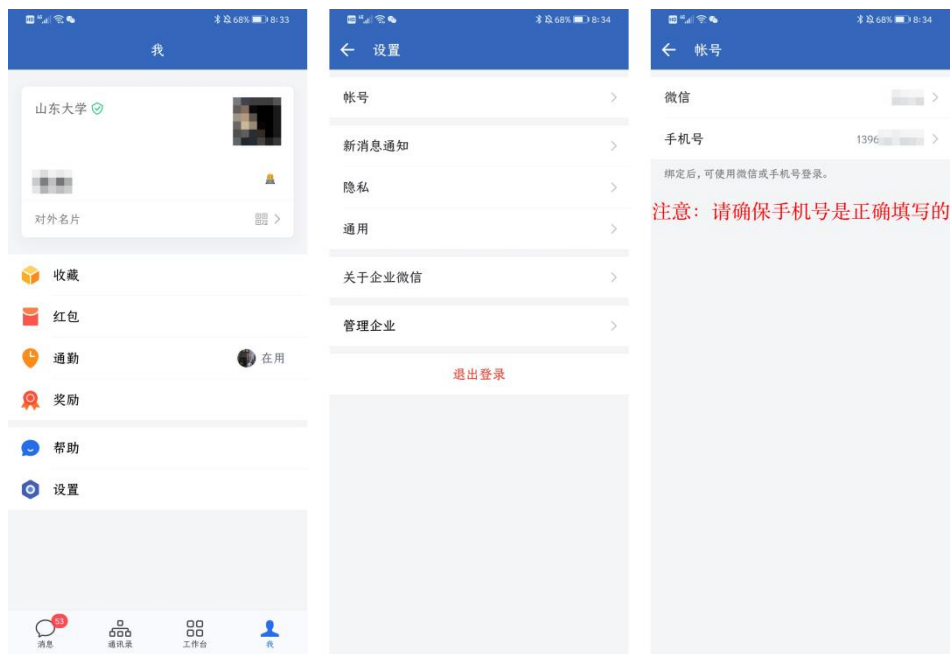 68% 8:33
我
山东大学
对外名片
收藏
红包
通勤
在用
奖励
帮助
设置
53
消息
通讯录
工作台
我
68% 8:34
设置
帐号
新消息通知
隐私
通用
关于企业微信
管理企业
退出登录
68% 8:34
帐号
微信
手机号 1396
绑定后，可使用微信或手机号登录。
注意：请确保手机号是正确填写的